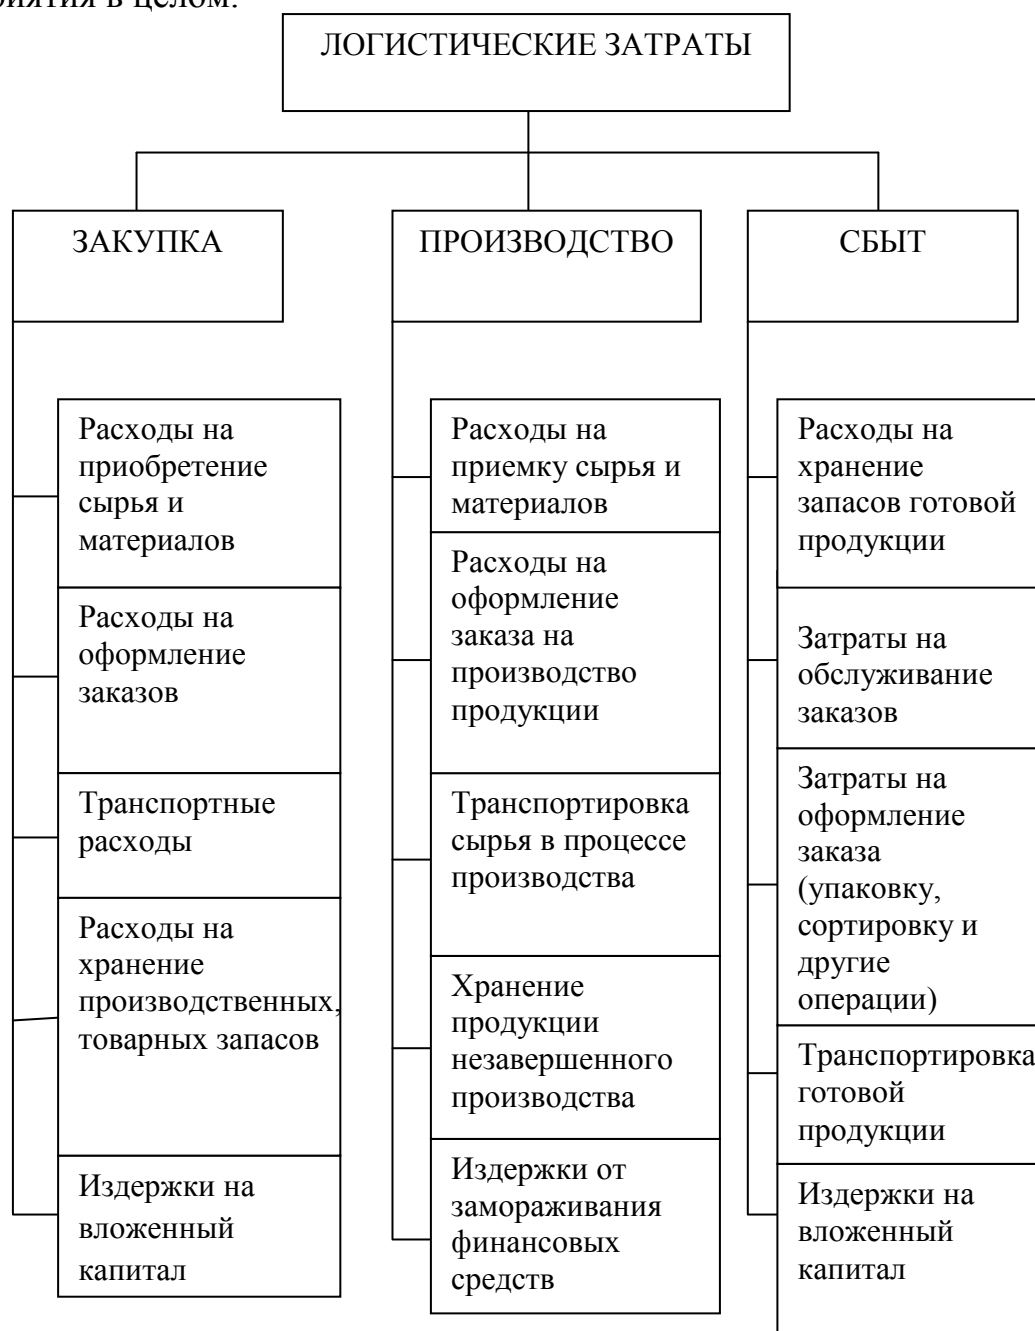 риятия в целом.
ЛОГИСТИЧЕСКИЕ ЗАТРАТЫ
ЗАКУПКА
Расходы на
приобретение
сырья и
материалов
Расходы на
оформление
заказов
Транспортные
расходы
Расходы на
хранение
производственных,
товарных запасов
Издержки на
вложенный
капитал
ПРОИЗВОДСТВО
Расходы на
приемку сырья и
материалов
Расходы на
оформление
заказа на
производство
продукции
Транспортировка
сырья в процессе
производства
Хранение
продукции
незавершенного
производства
Издержки от
замораживания
финансовых
средств
СБЫТ
Расходы на
хранение
запасов готовой
продукции
Затраты на
обслуживание
заказов
Затраты на
оформление
заказа
(упаковку,
сортировку и
другие
операции)
Транспортировка
готовой
продукции
Издержки на
вложенный
капитал